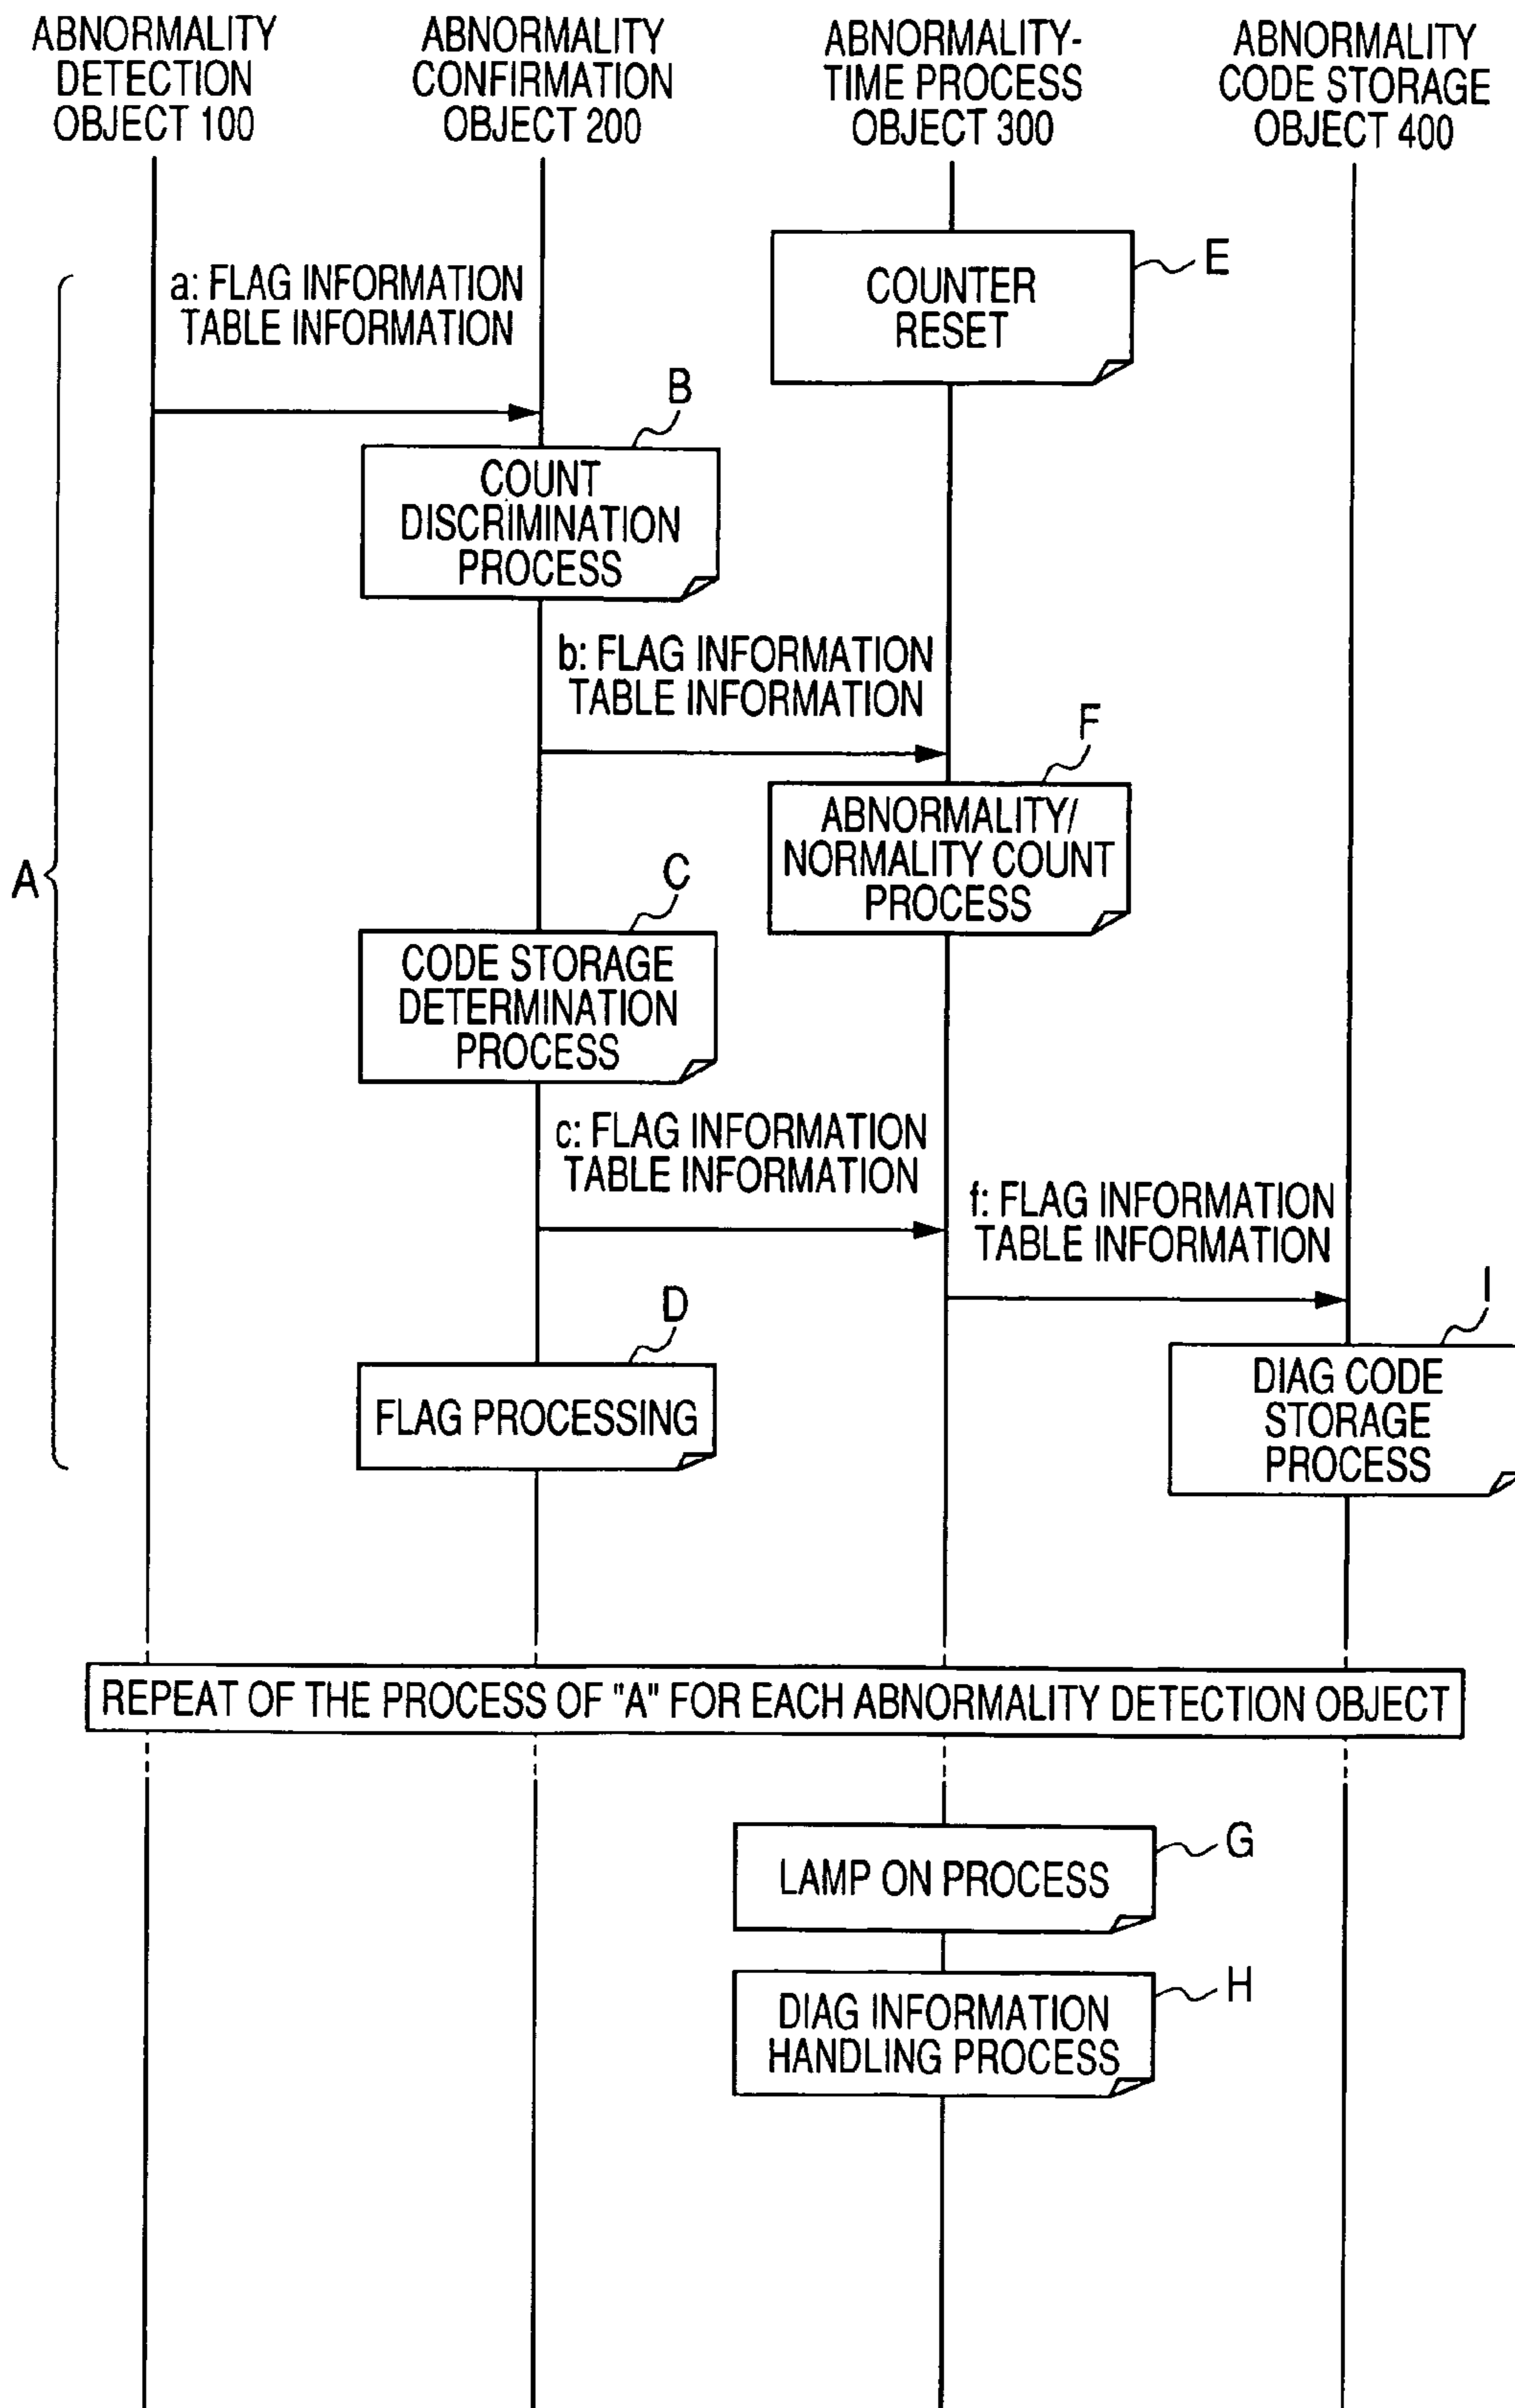 ABNORMALITY
DETECTION
OBJECT 100
ABNORMALITY
CONFIRMATION
OBJECT 200
ABNORMALITY-
TIME PROCESS
OBJECT 300
ABNORMALITY
CODE STORAGE
OBJECT 400
E
COUNTER
RESET
a: FLAG INFORMATION
TABLE INFORMATION
B
COUNT
DISCRIMINATION
PROCESS
b: FLAG INFORMATION
TABLE INFORMATION
F
ABNORMALITY/
NORMALITY COUNT
PROCESS
A
C
CODE STORAGE
DETERMINATION
PROCESS
c: FLAG INFORMATION
TABLE INFORMATION
f: FLAG INFORMATION
TABLE INFORMATION
D
FLAG PROCESSING
I
DIAG CODE
STORAGE
PROCESS
REPEAT OF THE PROCESS OF "A" FOR EACH ABNORMALITY DETECTION OBJECT
G
LAMP ON PROCESS
H
DIAG INFORMATION
HANDLING PROCESS